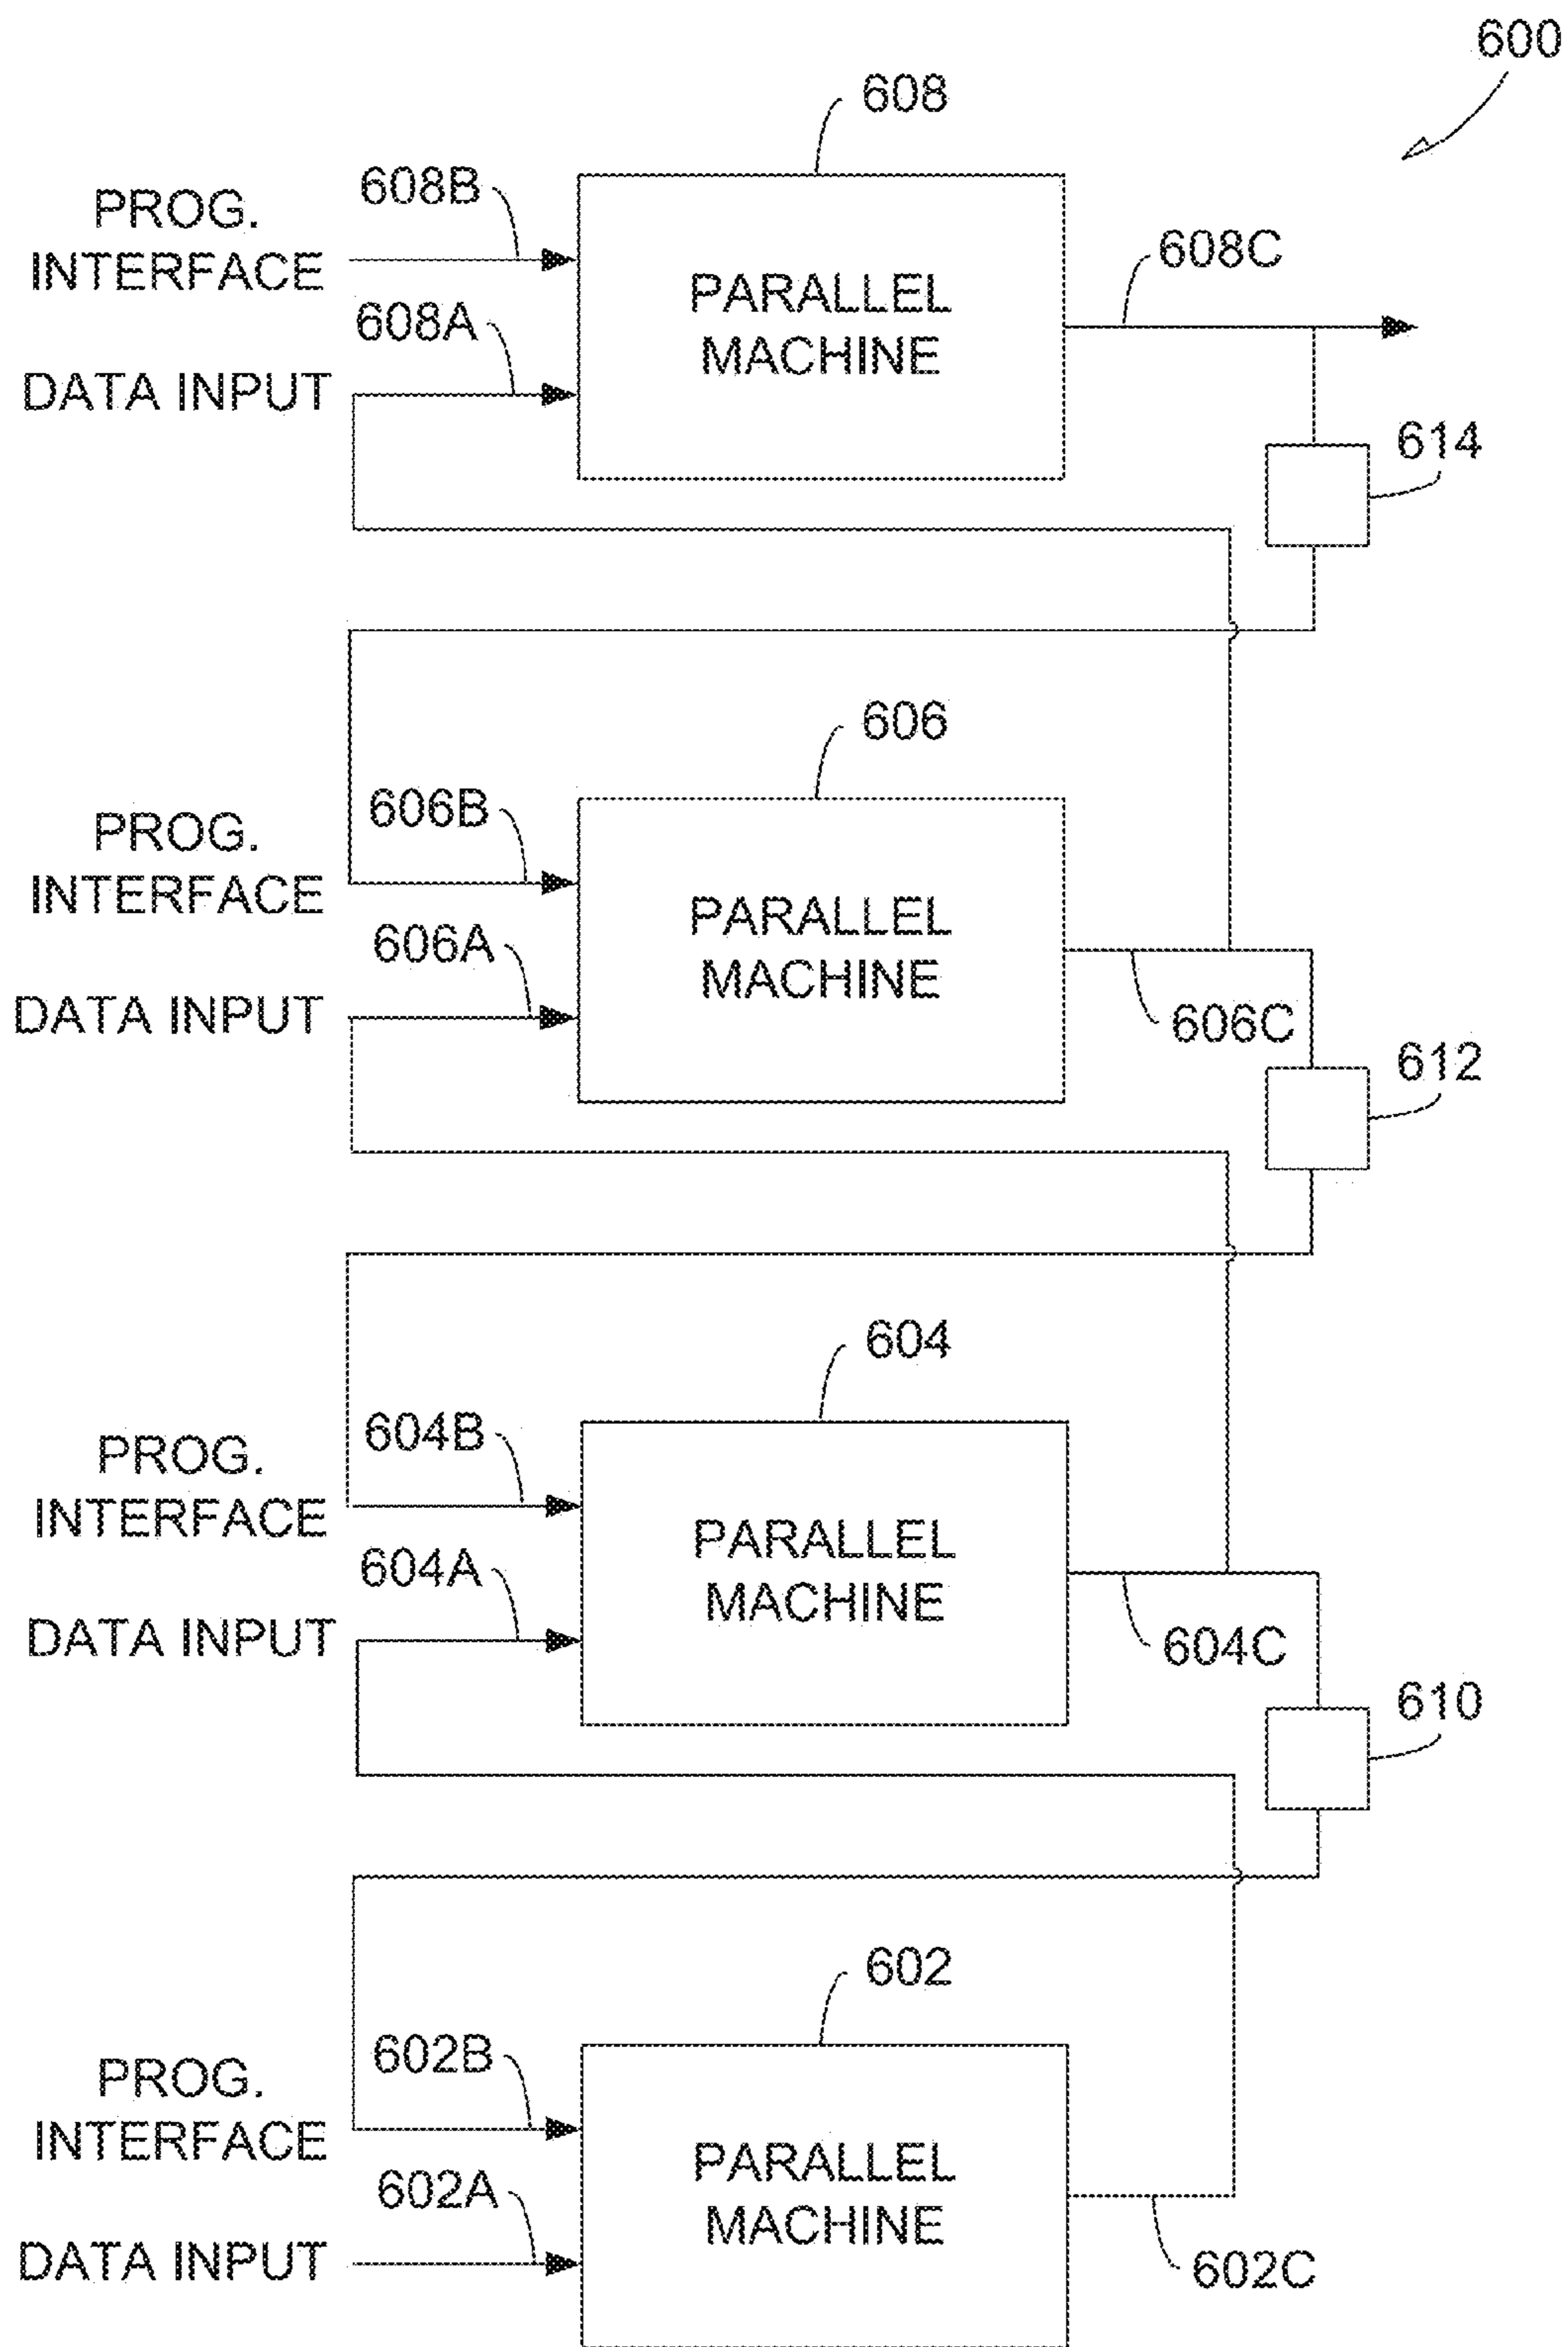 600
608
PROG.
INTERFACE
608B
608A
DATA INPUT
PARALLEL
MACHINE
608C
614
606
PROG.
INTERFACE
606B
606A
DATA INPUT
PARALLEL
MACHINE
606C
612
604
PROG.
INTERFACE
604B
604A
DATA INPUT
PARALLEL
MACHINE
604C
610
602
PROG.
INTERFACE
602B
602A
DATA INPUT
PARALLEL
MACHINE
602C